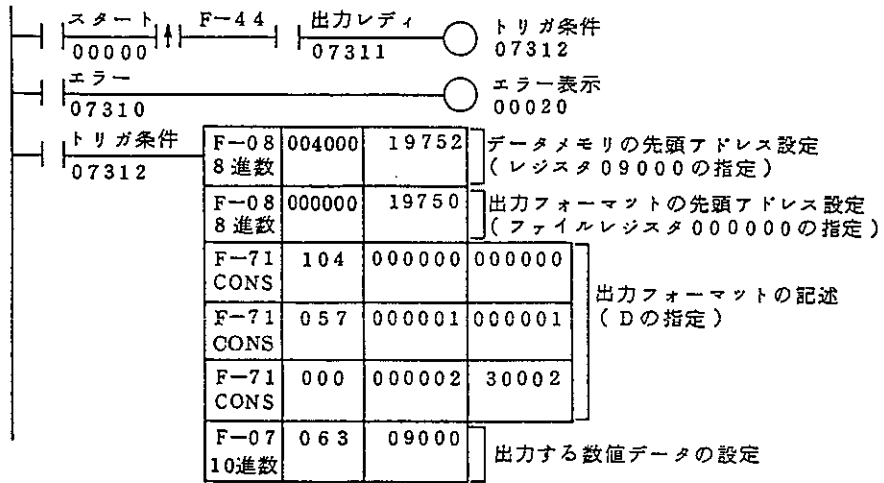 スタート F-44 出力レディ トリガ条件
00000 07311 07312
エラー エラー表示
07310 00020
トリガ条件 F-08 004000 19752 データメモリの先頭アドレス設定
07312 8進数 (レジスタ09000の指定)
F-08 000000 19750 出力フォーマットの先頭アドレス設定
8進数 (ファイルレジスタ000000の指定)
F-71 104 000000 000000
CONS 出力フォーマットの記述
F-71 057 000001 000001 (Dの指定)
CONS
F-71 000 000002 30002
CONS
F-07 063 09000 出力する数値データの設定
10進数